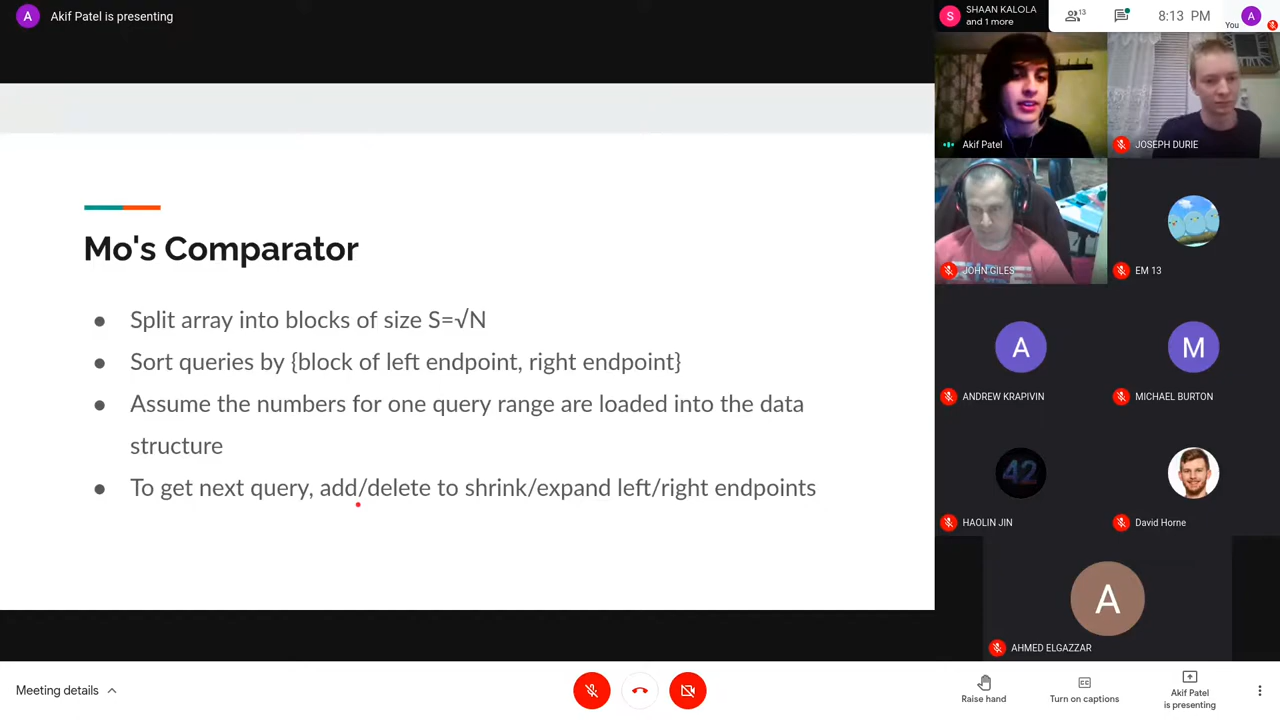 A
Akif Patel is presenting
S
SHAAN KALOLA
and 1 more
13
8:13 PM
You
A
Mo's Comparator
● Split array into blocks of size S=√N
● Sort queries by {block of left endpoint, right endpoint}
● Assume the numbers for one query range are loaded into the data
structure
● To get next query, add/delete to shrink/expand left/right endpoints
Akif Patel
JOSEPH DURIE
JOHN GILES
EM 13
A
ANDREW KRAPIVIN
M
MICHAEL BURTON
42
HAOLIN JIN
David Horne
A
AHMED ELGAZZAR
Meeting details
Raise hand
CC
Turn on captions
Akif Patel
is presenting